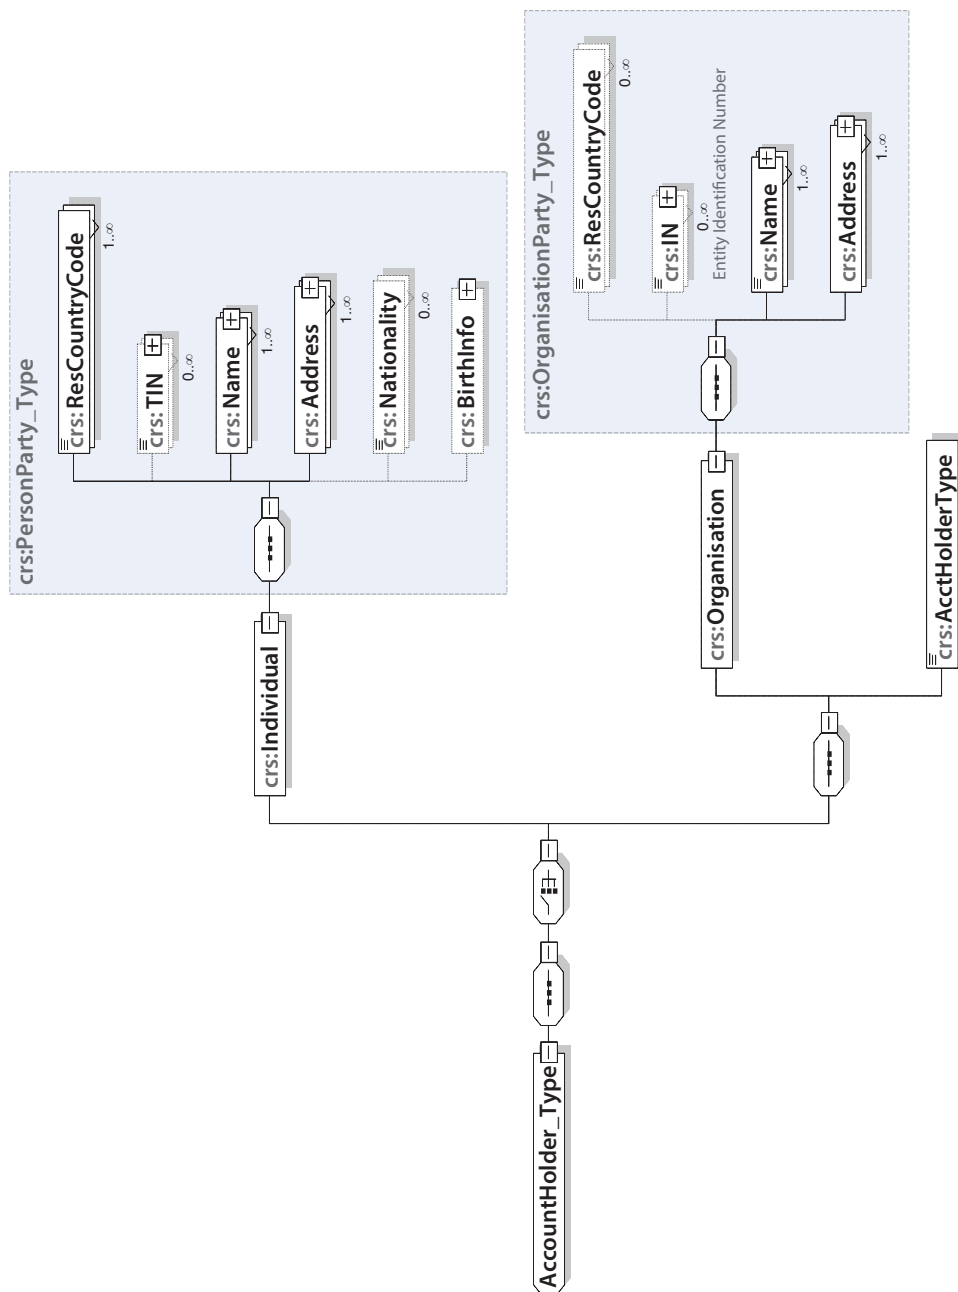 AccountHolder_Type
crs:Individual
crs:PersonParty_Type
crs:ResCountryCode
1..∞
crs:TIN
0..∞
crs:Name
1..∞
crs:Address
1..∞
crs:Nationality
0..∞
crs:BirthInfo
crs:Organisation
crs:OrganisationParty_Type
crs:ResCountryCode
0..∞
crs:IN
0..∞
Entity Identification Number
crs:Name
1..∞
crs:Address
1..∞
crs:AcctHolderType